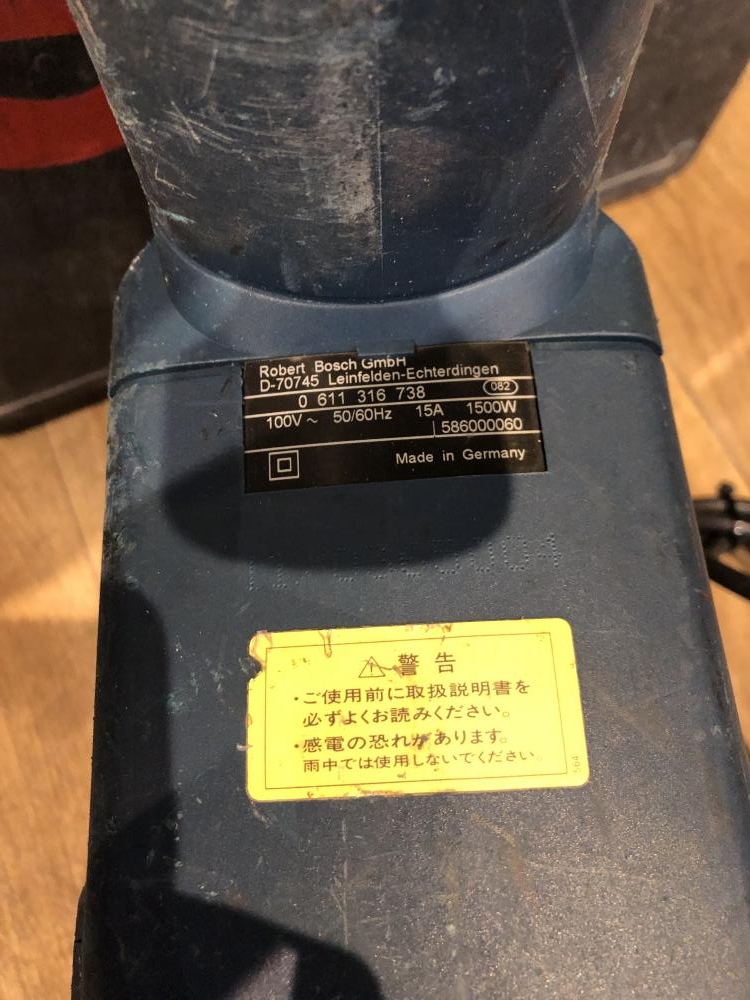 Robert Bosch GmbH
D-70745 Leinfelden-Echterdingen
0 611 316 738 082
100V ~ 50/60Hz 15A 1500W
586000060
Made in Germany
⚠ 警告
・ご使用前に取扱説明書を
必ずよくお読みください。
・感電の恐れがあります。
雨中では使用しないでください。
564